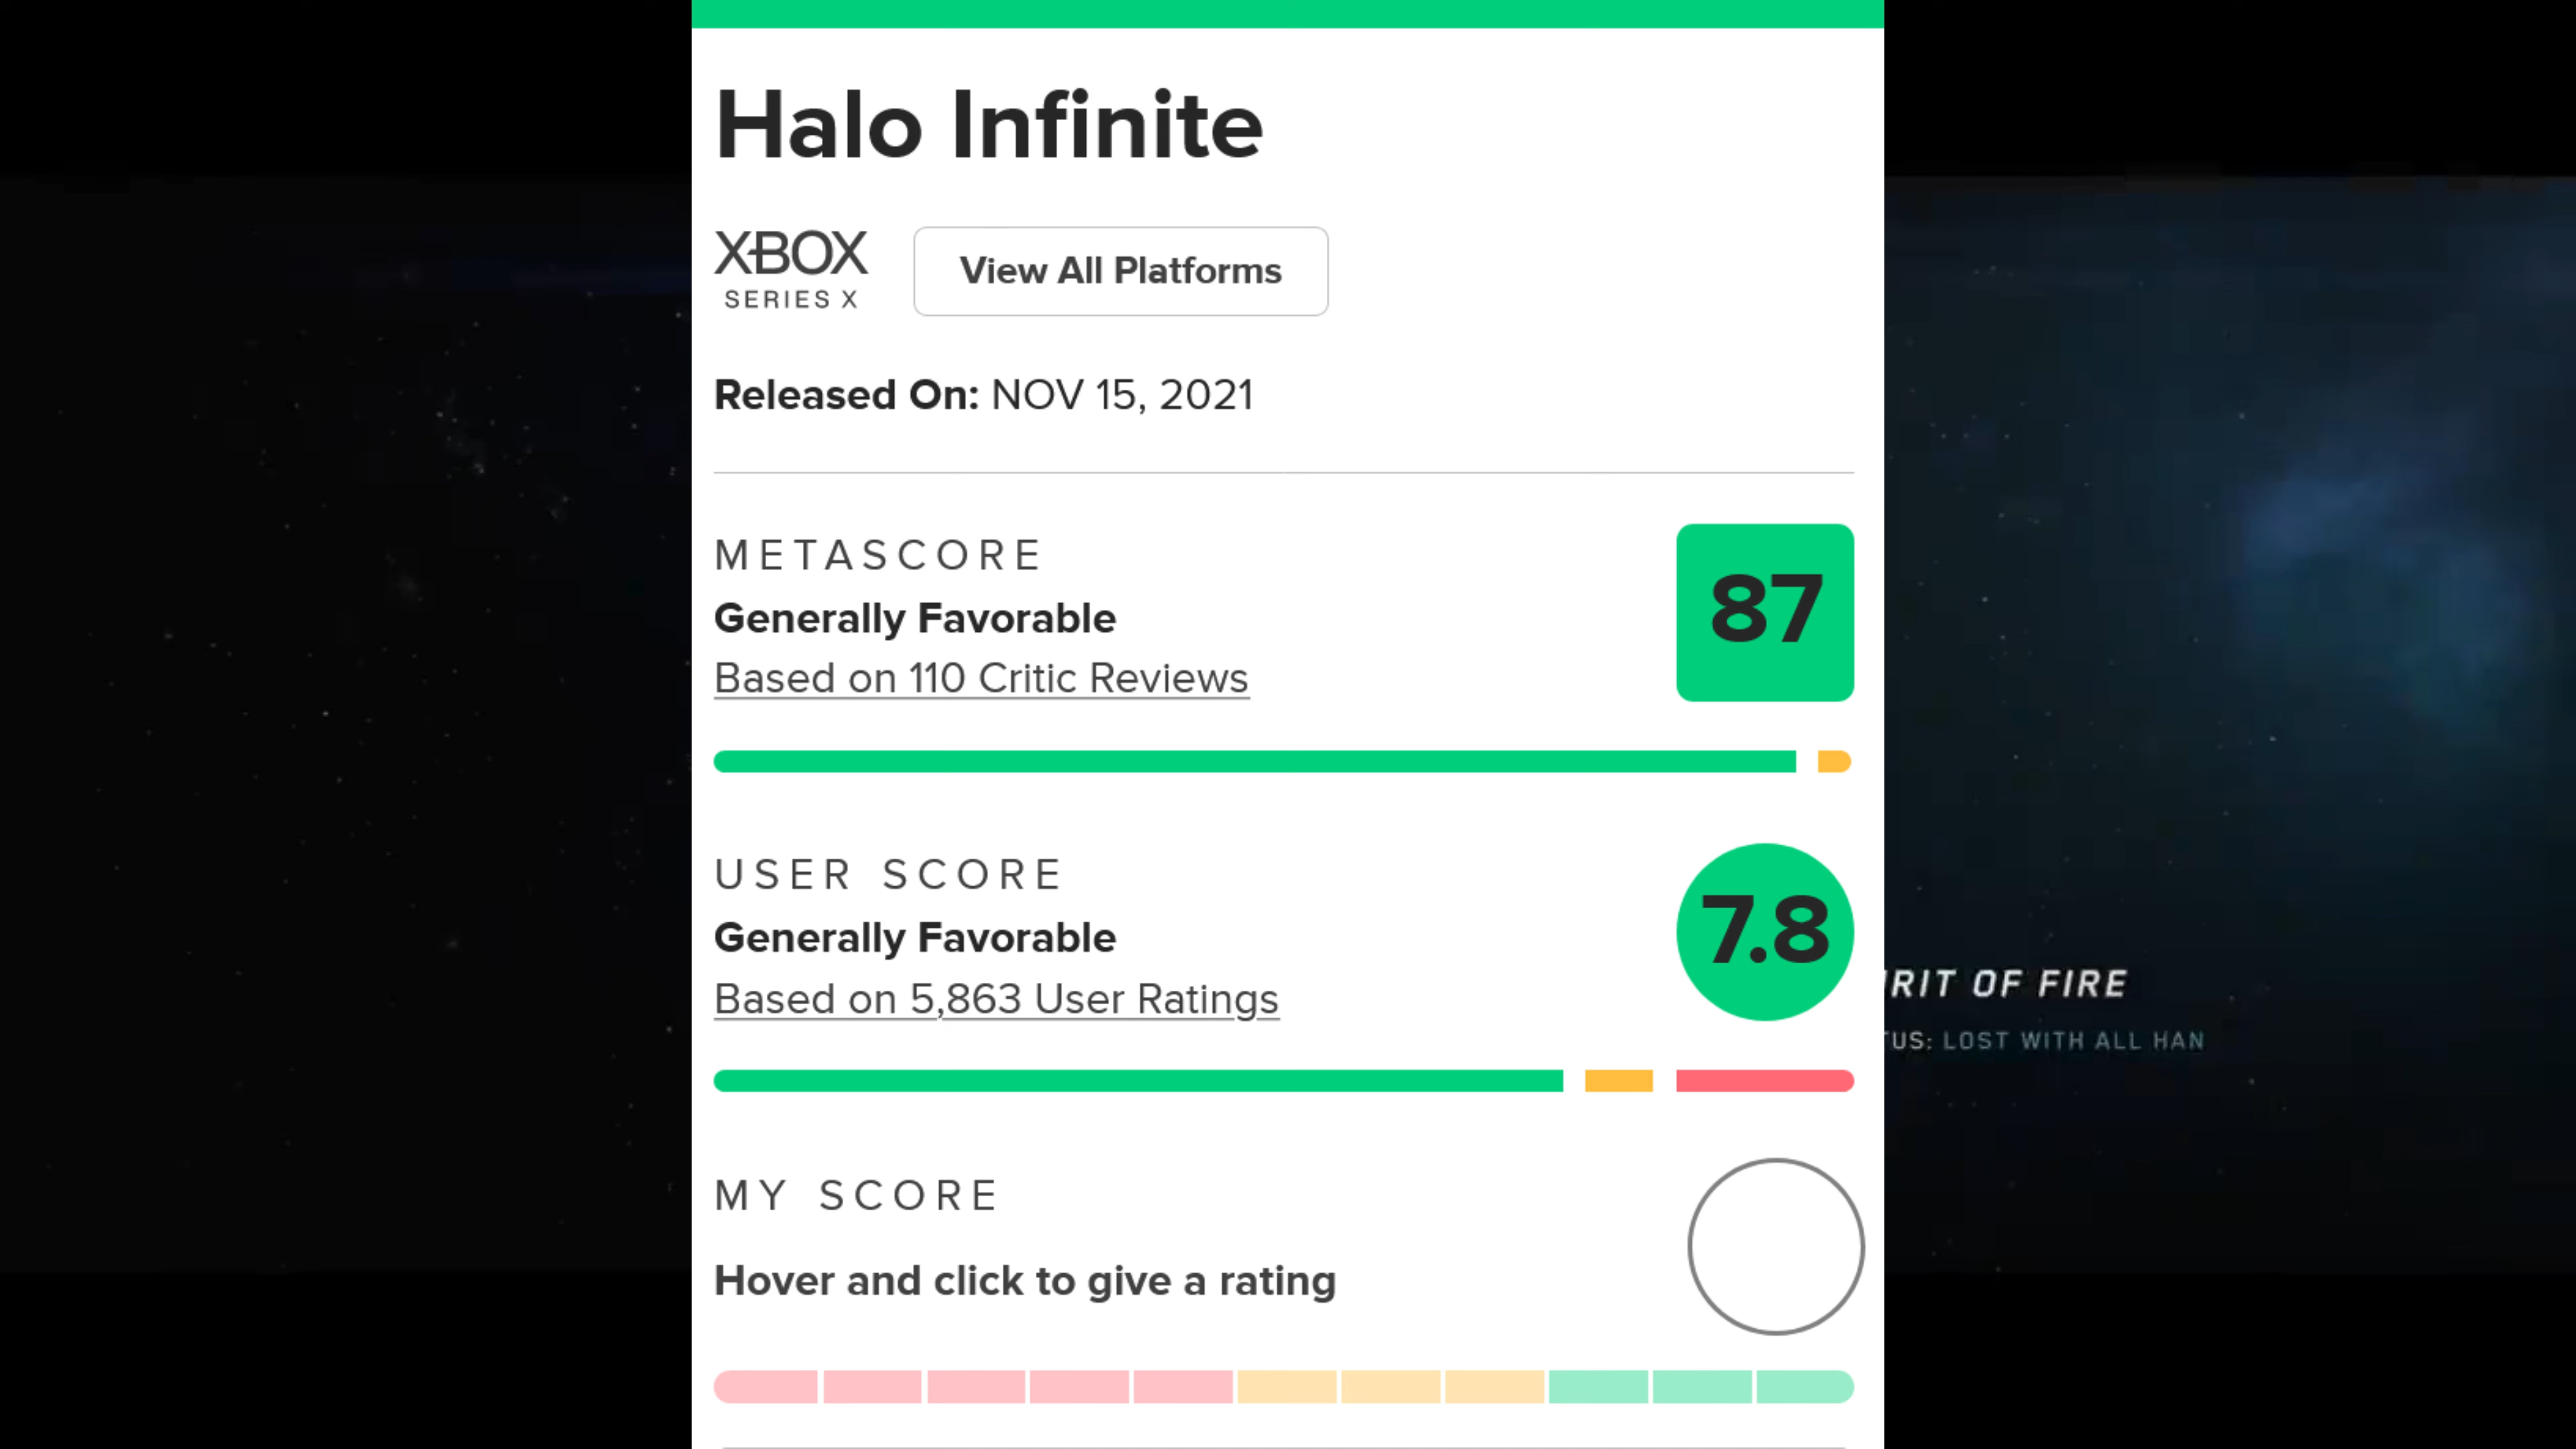 Halo Infinite
XBOX
SERIES X
View All Platforms
Released On: NOV 15, 2021
METASCORE
Generally Favorable
Based on 110 Critic Reviews
87
USER SCORE
Generally Favorable
Based on 5,863 User Ratings
7.8
RIT OF FIRE
TUS: LOST WITH ALL HAN
MY SCORE
Hover and click to give a rating